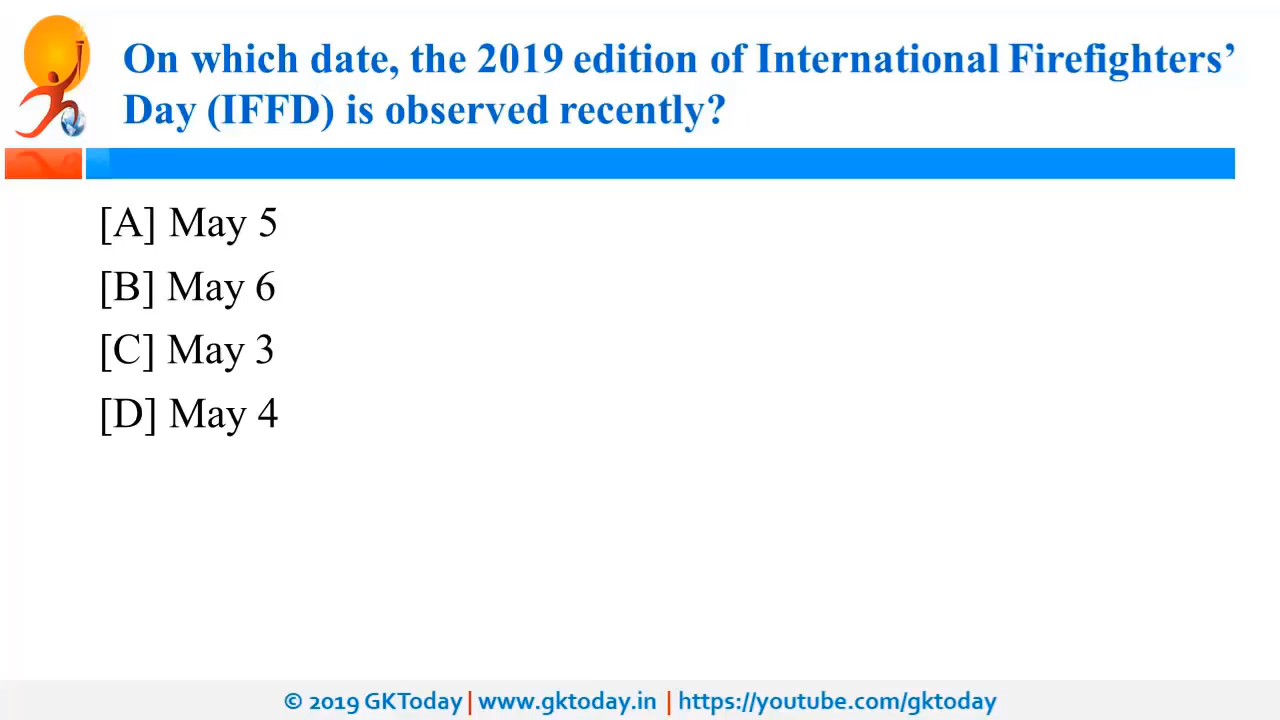 On which date, the 2019 edition of International Firefighters’
Day (IFFD) is observed recently?
[A] May 5
[B] May 6
[C] May 3
[D] May 4
© 2019 GKToday | www.gktoday.in | https://youtube.com/gktoday